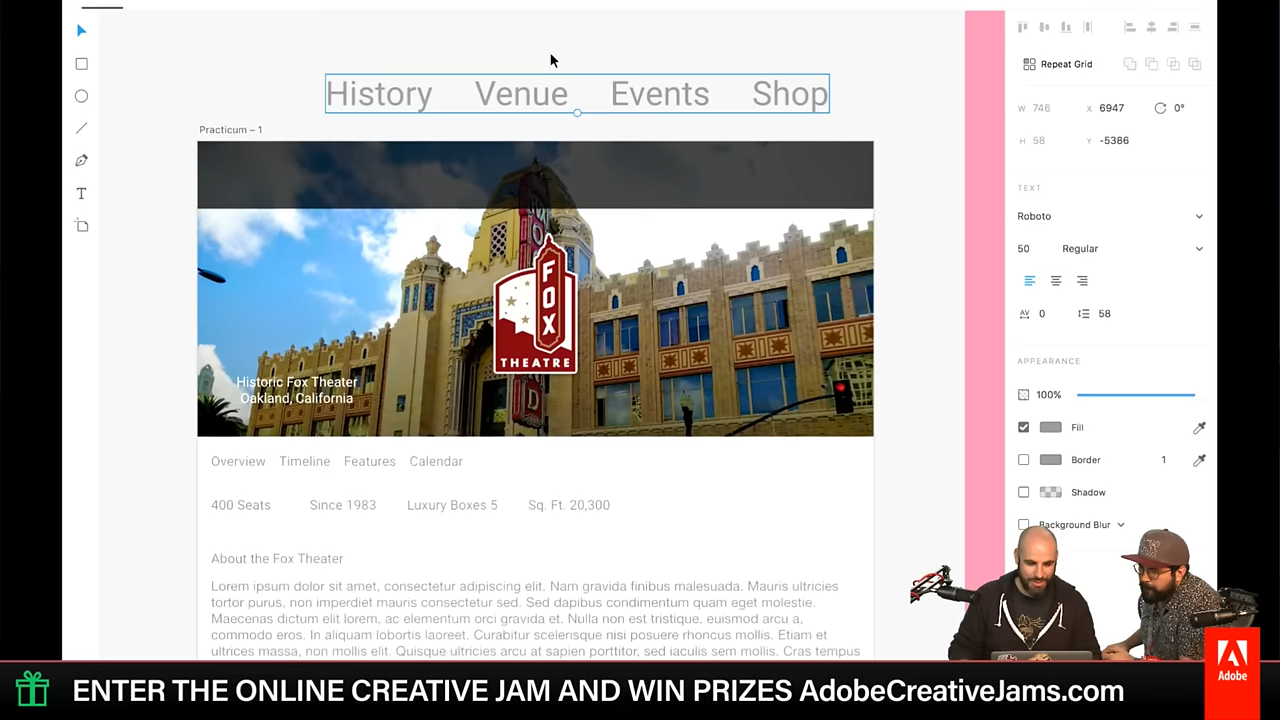 History Venue Events Shop
Practicum – 1
FOX
THEATRE
D
Historic Fox Theater
Oakland, California
Overview Timeline Features Calendar
400 Seats Since 1983 Luxury Boxes 5 Sq. Ft. 20,300
About the Fox Theater
Lorem ipsum dolor sit amet, consectetur adipiscing elit. Nam gravida finibus malesuada. Mauris ultricies
tortor purus, non imperdiet mauris consectetur sed. Sed dapibus condimentum quam eget molestie.
Maecenas dictum elit lorem, ac elementum orci gravida et. Nulla non est tristique, euismod arcu a,
commodo eros. In aliquam lobortis laoreet. Curabitur scelerisque nisi posuere rhoncus mollis. Etiam et
ultrices massa, non mollis elit. Quisque ultricies arcu at sapien porttitor, sed iaculis sem mollis. Cras tempus
T
Repeat Grid
W 746 X 6947 0°
H 58 Y -5386
TEXT
Roboto
50 Regular
AV 0 58
APPEARANCE
100%
Fill
Border 1
Shadow
Background Blur
ENTER THE ONLINE CREATIVE JAM AND WIN PRIZES AdobeCreativeJams.com
Adobe